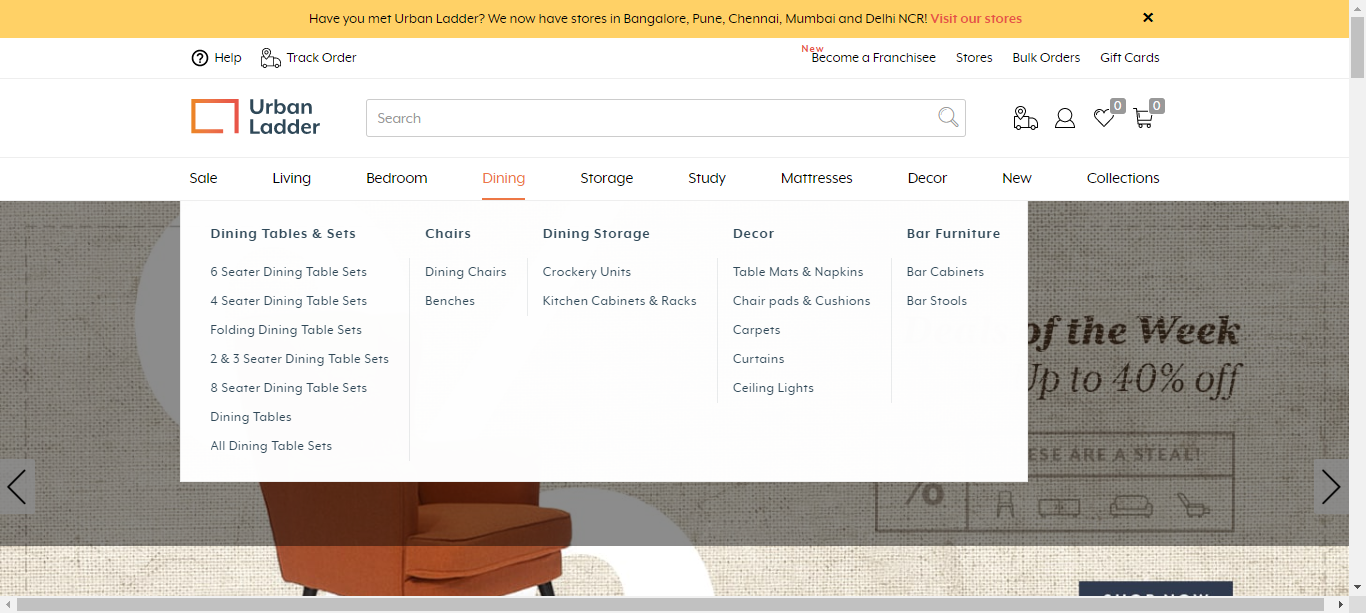 Have you met Urban Ladder? We now have stores in Bangalore, Pune, Chennai, Mumbai and Delhi NCR! Visit our stores
Help Track Order
New
Become a Franchisee Stores Bulk Orders Gift Cards
Urban
Ladder
Search
0 0
Sale Living Bedroom Dining Storage Study Mattresses Decor New Collections
Dining Tables & Sets
6 Seater Dining Table Sets
4 Seater Dining Table Sets
Folding Dining Table Sets
2 & 3 Seater Dining Table Sets
8 Seater Dining Table Sets
Dining Tables
All Dining Table Sets
Chairs
Dining Chairs
Benches
Dining Storage
Crockery Units
Kitchen Cabinets & Racks
Decor
Table Mats & Napkins
Chair pads & Cushions
Carpets
Curtains
Ceiling Lights
Bar Furniture
Bar Cabinets
Bar Stools
of the Week
Up to 40% off
ESE ARE A STEAL!
%
SHOP NOW